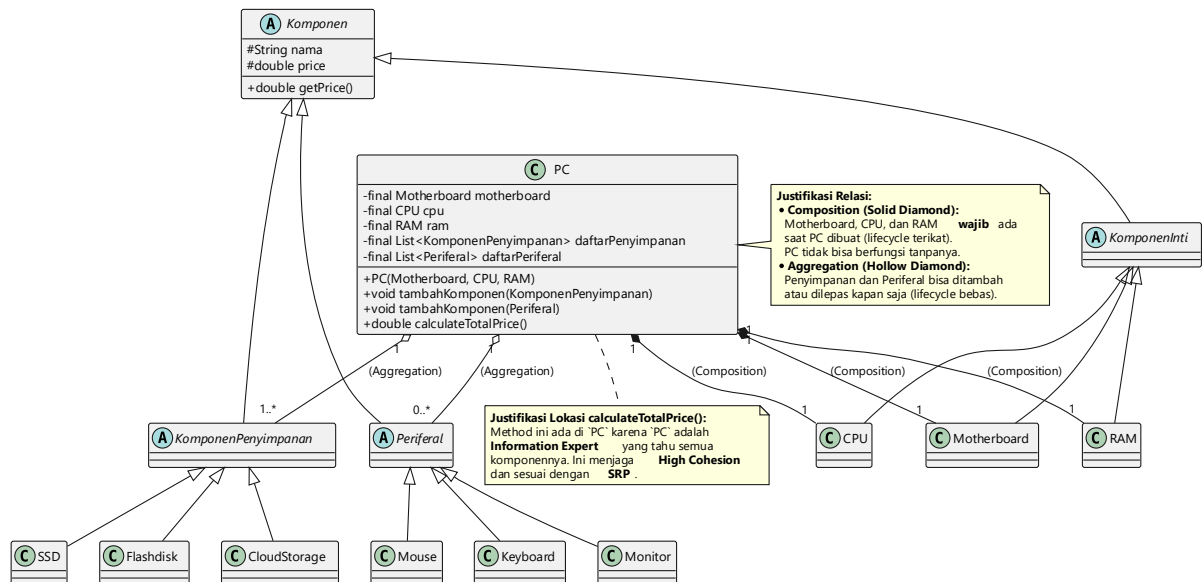 A Komponen
#String nama
#double price
+double getPrice()
C PC
-final Motherboard motherboard
-final CPU cpu
-final RAM ram
-final List<KomponenPenyimpanan> daftarPenyimpanan
-final List<Periferal> daftarPeriferal
+PC(Motherboard, CPU, RAM)
+void tambahKomponen(KomponenPenyimpanan)
+void tambahKomponen(Periferal)
+double calculateTotalPrice()
Justifikasi Relasi:
• Composition (Solid Diamond):
Motherboard, CPU, dan RAM wajib ada
saat PC dibuat (lifecycle terikat).
PC tidak bisa berfungsi tanpanya.
• Aggregation (Hollow Diamond):
Penyimpanan dan Periferal bisa ditambah
atau dilepas kapan saja (lifecycle bebas).
A KomponenInti
1
1
1
1
1
(Aggregation)
(Aggregation)
(Composition)
(Composition)
(Composition)
1..*
0..*
1
1
1
Justifikasi Lokasi calculateTotalPrice():
Method ini ada di `PC` karena `PC` adalah
Information Expert yang tahu semua
komponennya. Ini menjaga High Cohesion
dan sesuai dengan SRP .
A KomponenPenyimpanan
A Periferal
C CPU
C Motherboard
C RAM
C SSD
C Flashdisk
C CloudStorage
C Mouse
C Keyboard
C Monitor